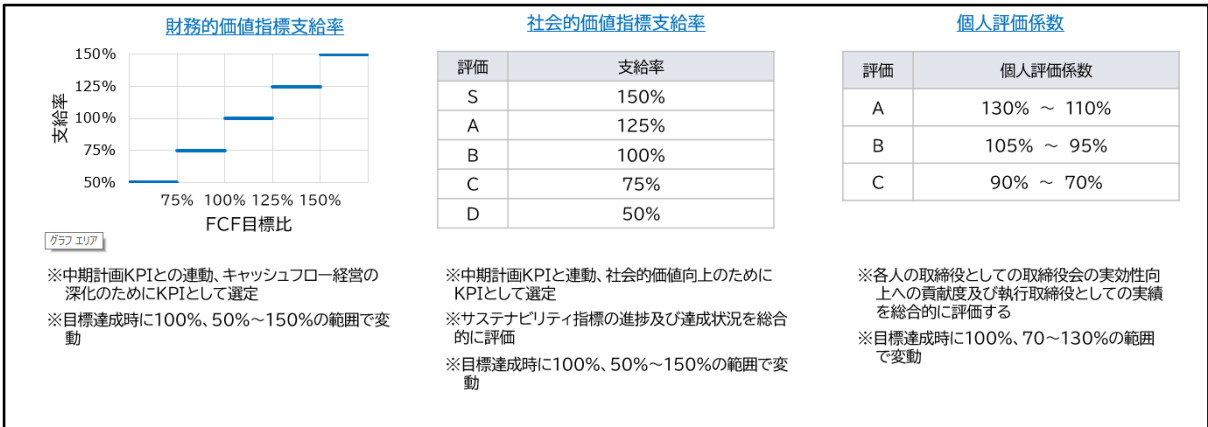 財務的価値指標支給率
150%
125%
100%
75%
50%
支給率
75% 100% 125% 150%
FCF目標比
グラフ エリア
※中期計画KPIとの連動、キャッシュフロー経営の
深化のためにKPIとして選定
※目標達成時に100%、50%～150%の範囲で変
動
社会的価値指標支給率
評価 支給率
S 150%
A 125%
B 100%
C 75%
D 50%
※中期計画KPIと連動、社会的価値向上のために
KPIとして選定
※サステナビリティ指標の進捗及び達成状況を総合
的に評価
※目標達成時に100%、50%～150%の範囲で変
動
個人評価係数
評価 個人評価係数
A 130% ～ 110%
B 105% ～ 95%
C 90% ～ 70%
※各人の取締役としての取締役会の実効性向
上への貢献度及び執行取締役としての実績
を総合的に評価する
※目標達成時に100%、70～130%の範囲
で変動